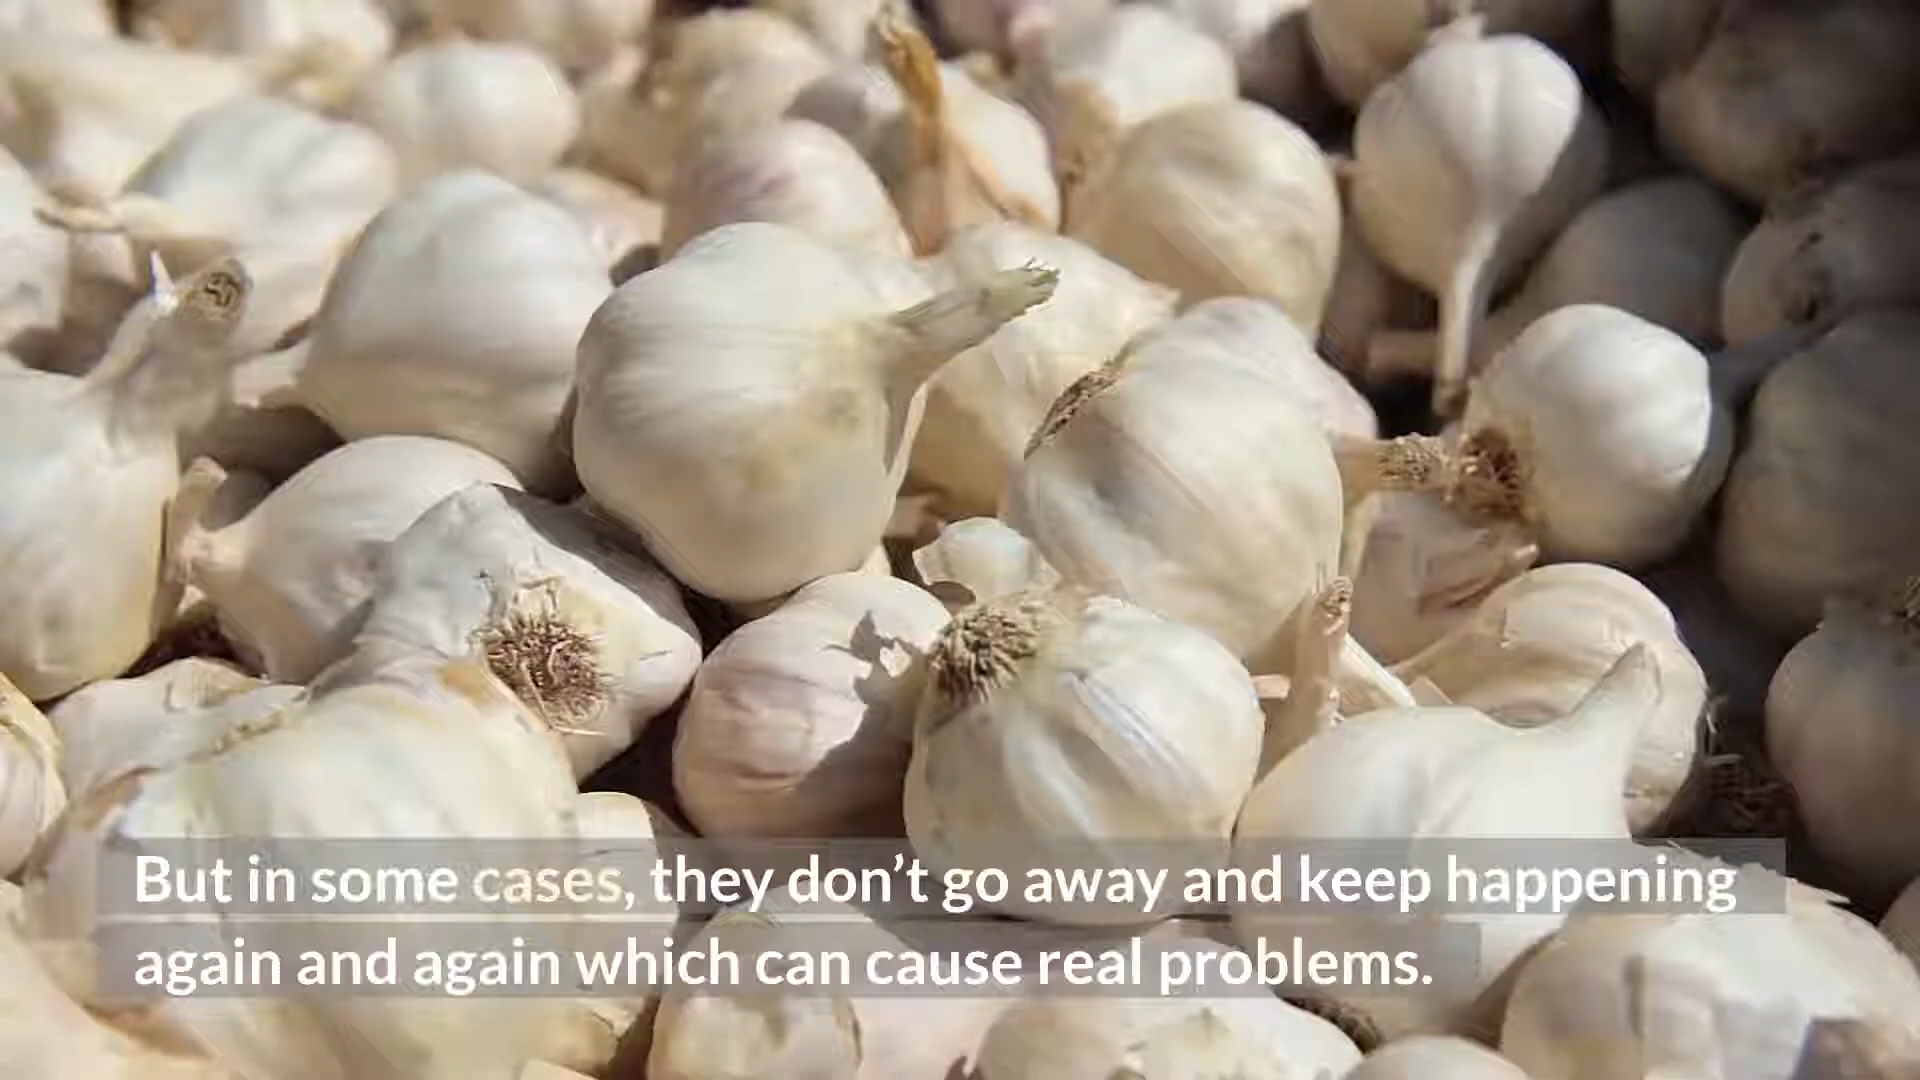 But in some cases, they don’t go away and keep happening
again and again which can cause real problems.